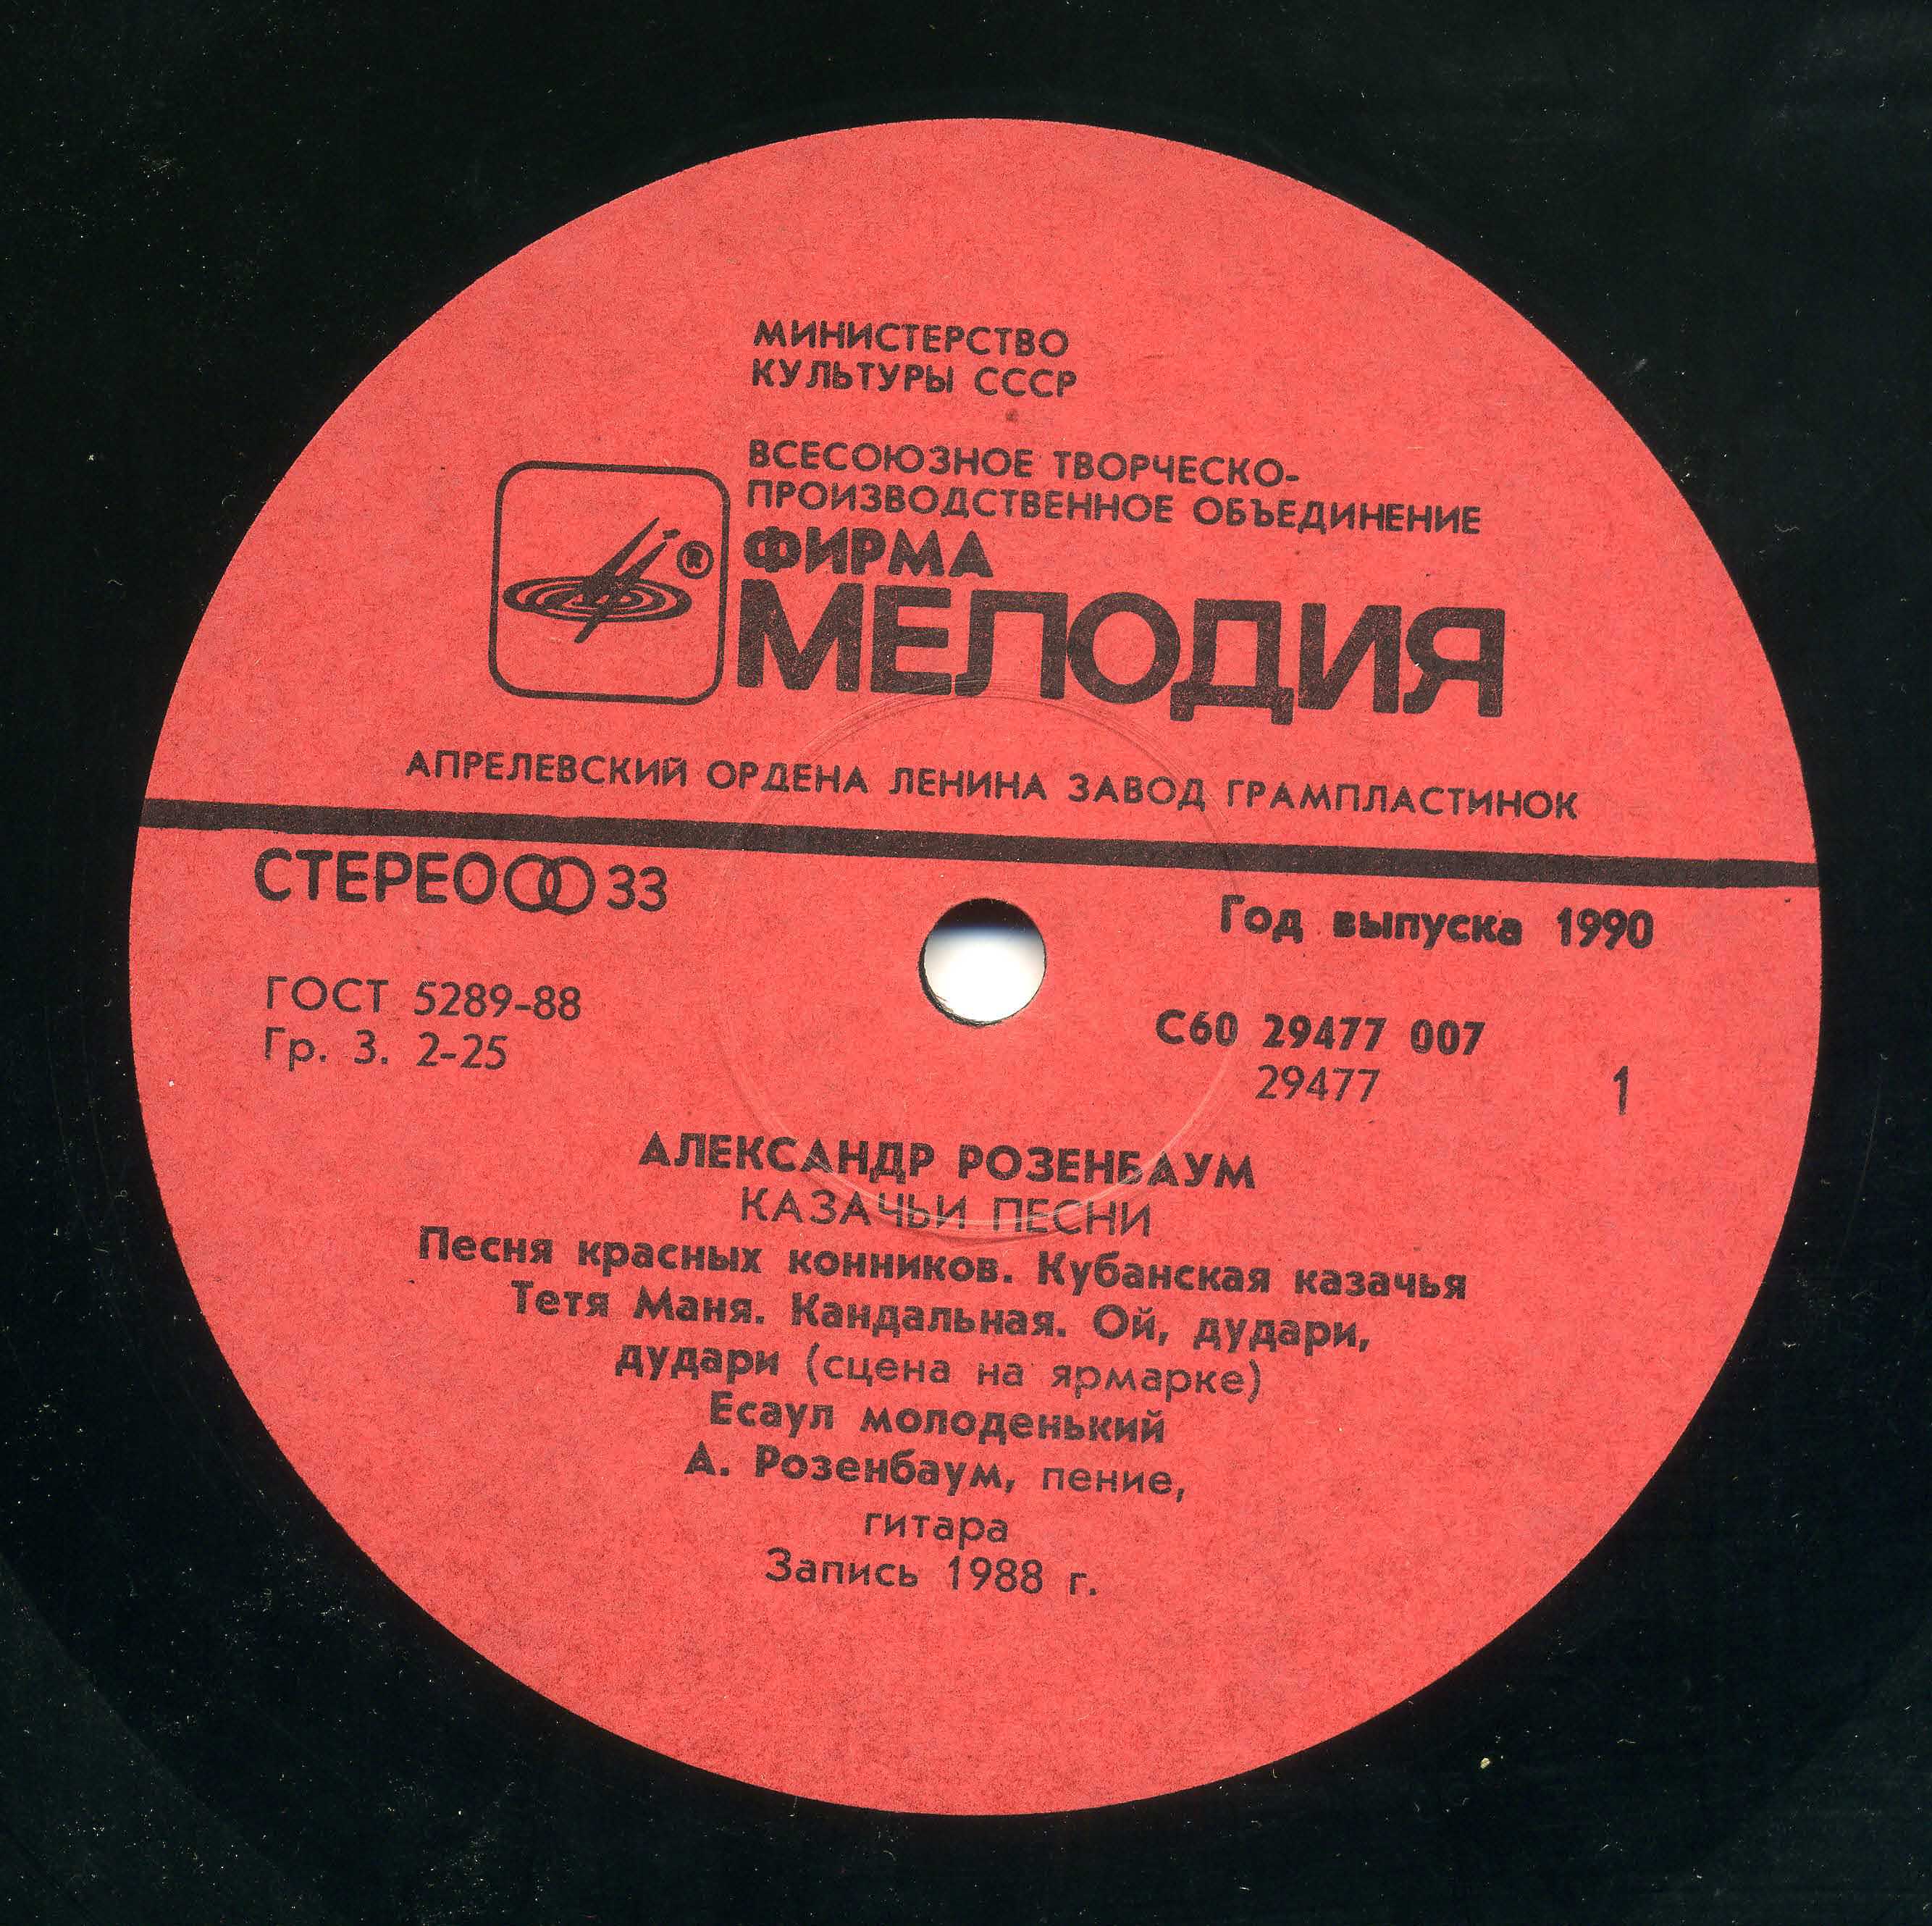 МИНИСТЕРСТВО
КУЛЬТУРЫ СССР
ВСЕСОЮЗНОЕ ТВОРЧЕСКО-
ПРОИЗВОДСТВЕННОЕ ОБЪЕДИНЕНИЕ
ФИРМА
®
МЕЛОДИЯ
АПРЕЛЕВСКИЙ ОРДЕНА ЛЕНИНА ЗАВОД ГРАМПЛАСТИНОК
СТЕРЕО 33
Год выпуска 1990
ГОСТ 5289-88
Гр. 3. 2-25
С60 29477 007
29477
1
АЛЕКСАНДР РОЗЕНБАУМ
КАЗАЧЬИ ПЕСНИ
Песня красных конников. Кубанская казачья
Тетя Маня. Кандальная. Ой, дудари,
дудари (сцена на ярмарке)
Есаул молоденький
А. Розенбаум, пение,
гитара
Запись 1988 г.